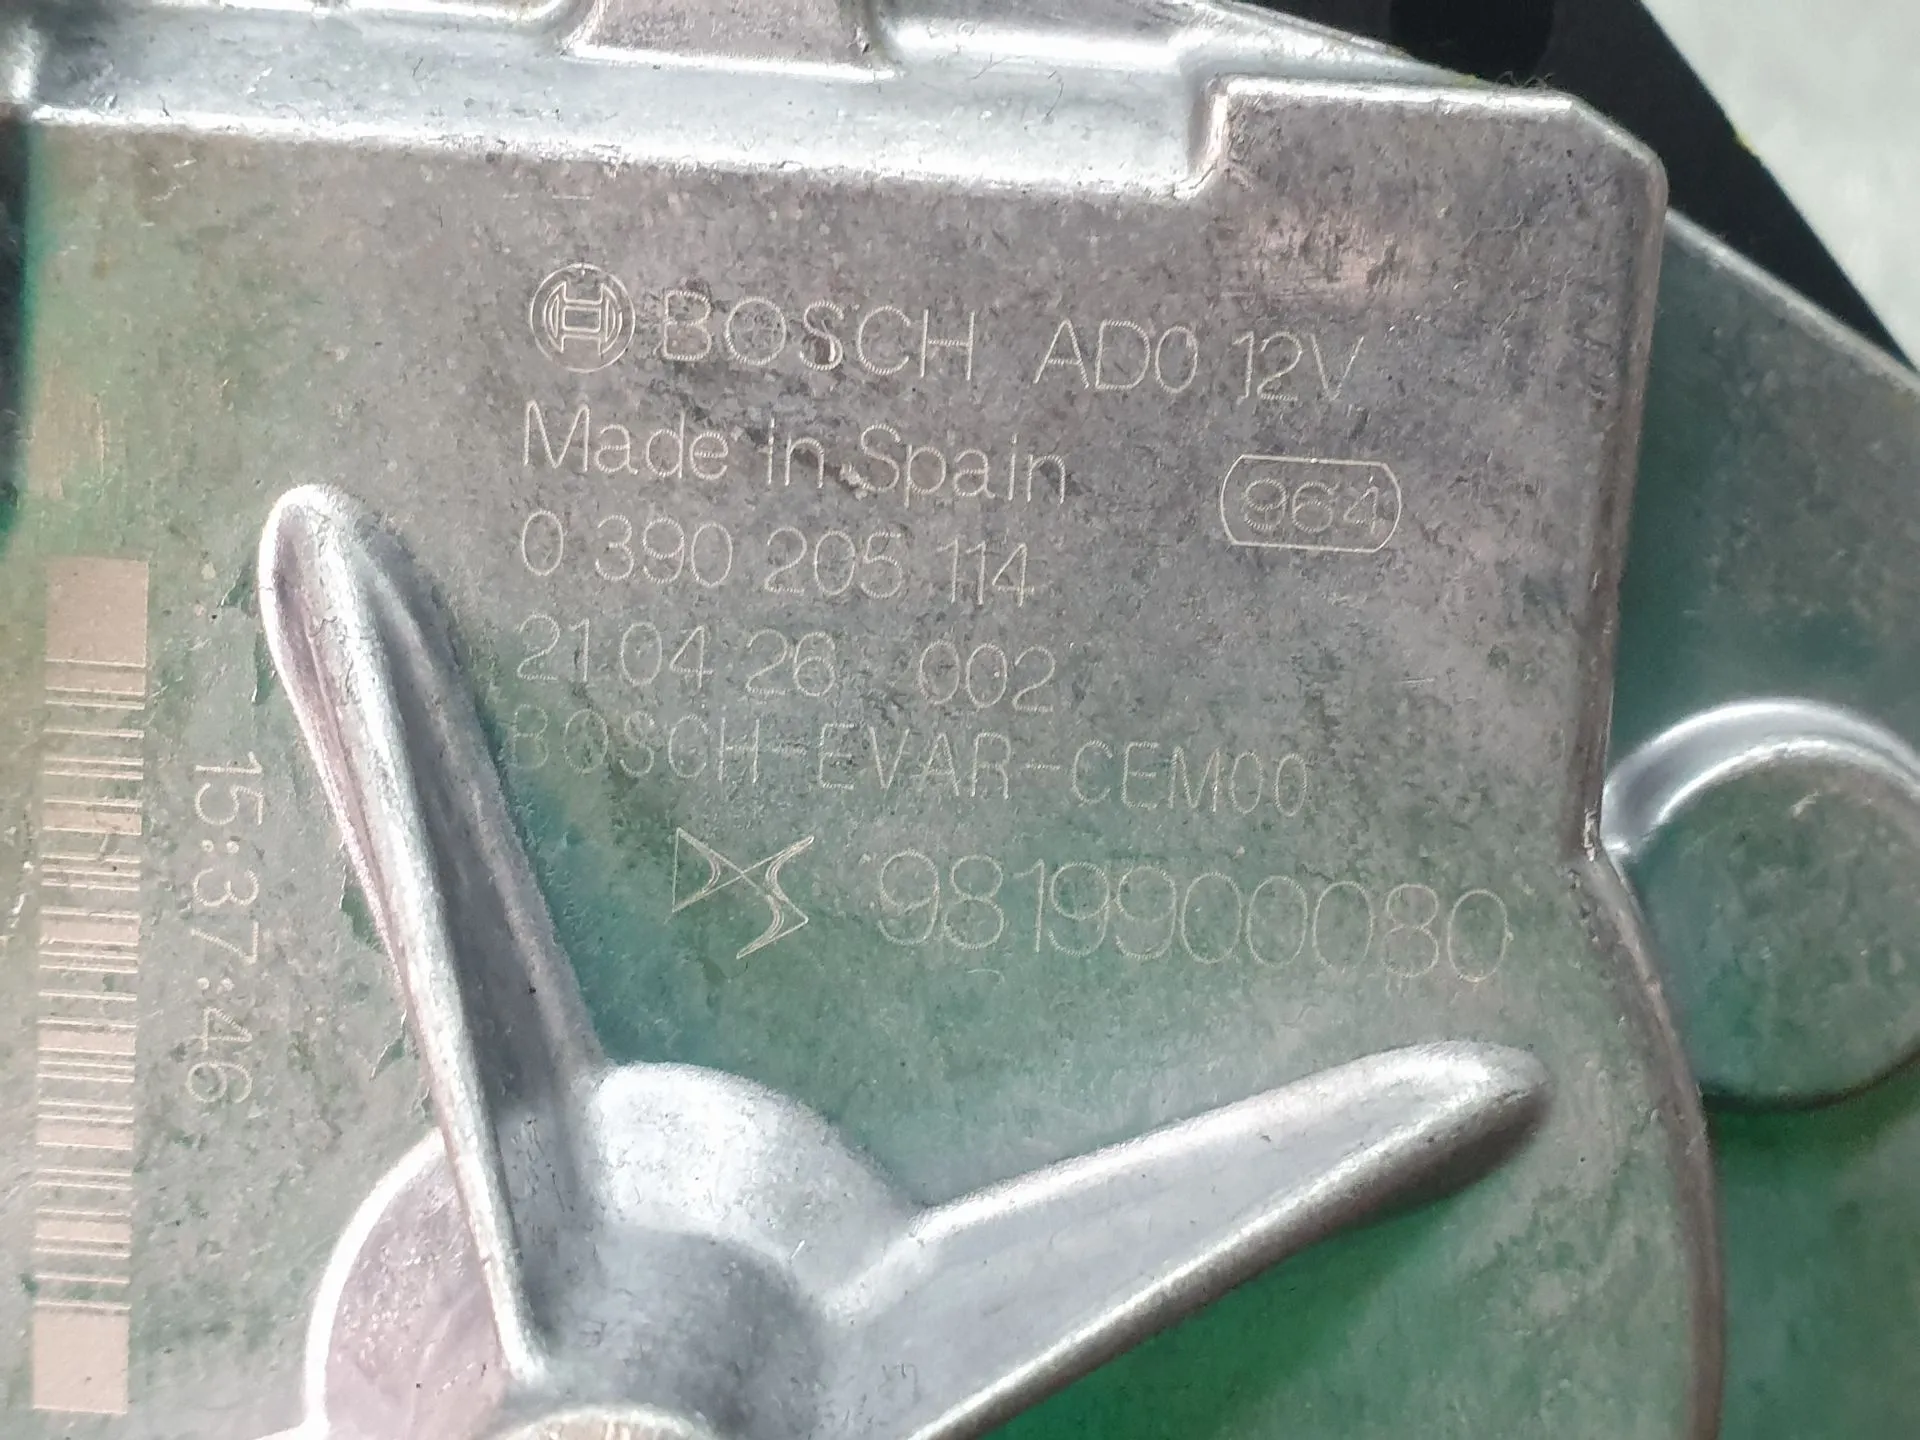 BOSCH AD0 12V
Made in Spain
964
0 390 205 114
21 04 26 002
BOSCH-EVAR-CEM00
DS 9819900080
15:37:46